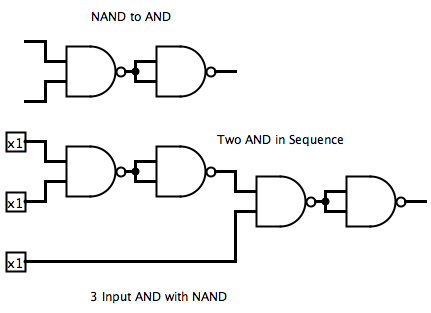 NAND to AND
x1
Two AND in Sequence
x1
x1
3 Input AND with NAND